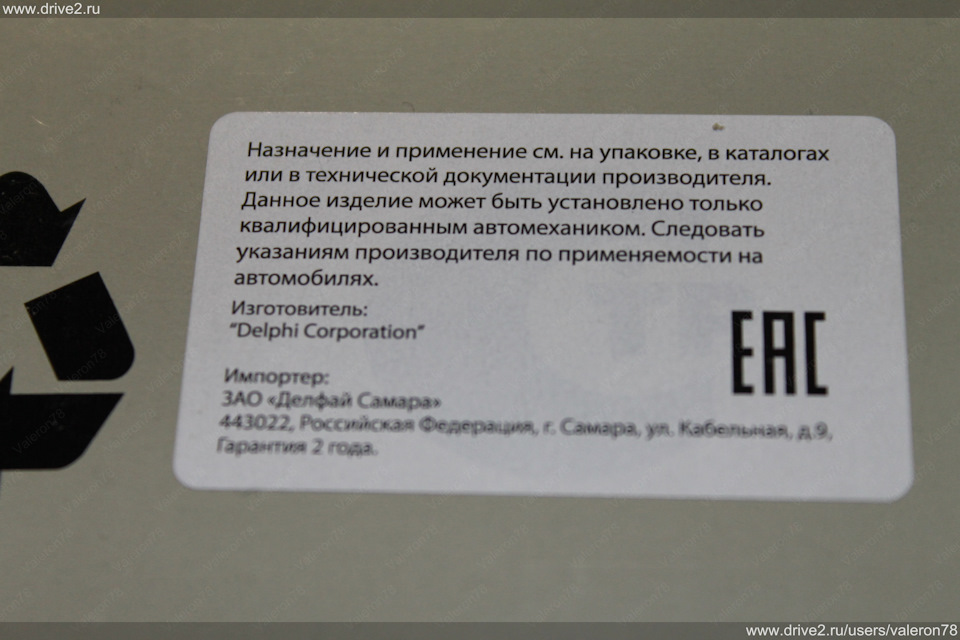 www.drive2.ru
Назначение и применение см. на упаковке, в каталогах
или в технической документации производителя.
Данное изделие может быть установлено только
квалифицированным автомехаником. Следовать
указаниям производителя по применяемости на
автомобилях.
Изготовитель:
“Delphi Corporation”
EAC
Импортер:
ЗАО «Делфай Самара»
443022, Российская Федерация, г. Самара, ул. Кабельная, д.9,
Гарантия 2 года.
www.drive2.ru/users/valeron78